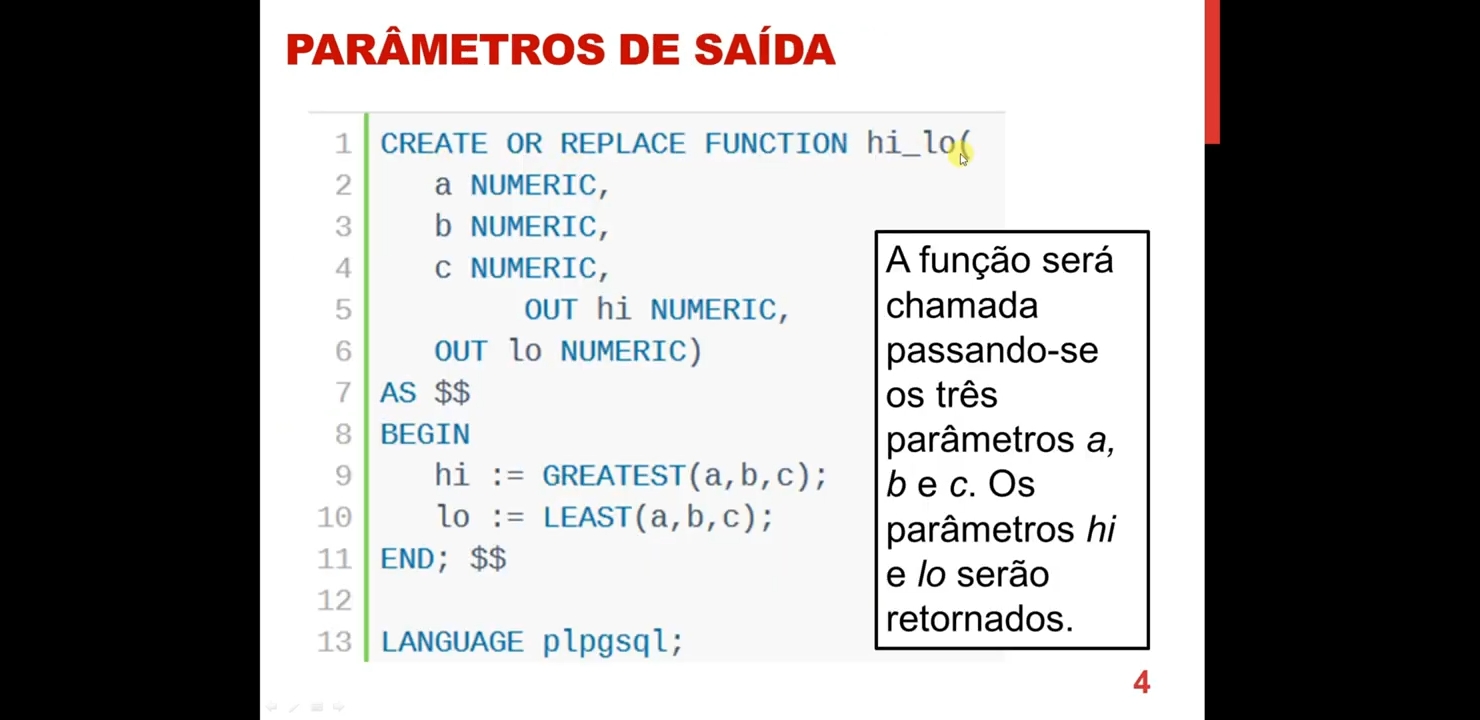 PARÂMETROS DE SAÍDA
1 CREATE OR REPLACE FUNCTION hi_lo(
2 a NUMERIC,
3 b NUMERIC,
4 c NUMERIC,
5 OUT hi NUMERIC,
6 OUT lo NUMERIC)
7 AS $$
8 BEGIN
9 hi := GREATEST(a,b,c);
10 lo := LEAST(a,b,c);
11 END; $$
12
13 LANGUAGE plpgsql;
A função será
chamada
passando-se
os três
parâmetros a,
b e c. Os
parâmetros hi
e lo serão
retornados.
4